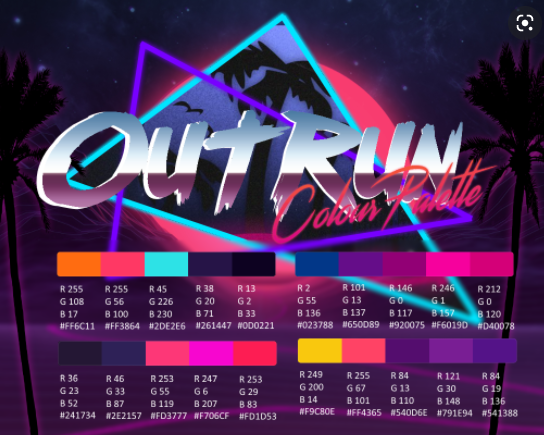 OUTRUN
Colour Palette
R 255 R 255 R 45 R 38 R 13
G 108 G 56 G 226 G 20 G 2
B 17 B 100 B 230 B 71 B 33
#FF6C11 #FF3864 #2DE2E6 #261447 #0D0221
R 2 R 101 R 146 R 246 R 212
G 55 G 13 G 0 G 1 G 0
B 136 B 137 B 117 B 157 B 120
#023788 #650D89 #920075 #F6019D #D40078
R 36 R 46 R 253 R 247 R 253
G 23 G 33 G 55 G 6 G 29
B 52 B 87 B 119 B 207 B 83
#241734 #2E2157 #FD3777 #F706CF #FD1D53
R 249 R 255 R 84 R 121 R 84
G 200 G 67 G 13 G 30 G 19
B 14 B 101 B 110 B 148 B 136
#F9C80E #FF4365 #540D6E #791E94 #541388